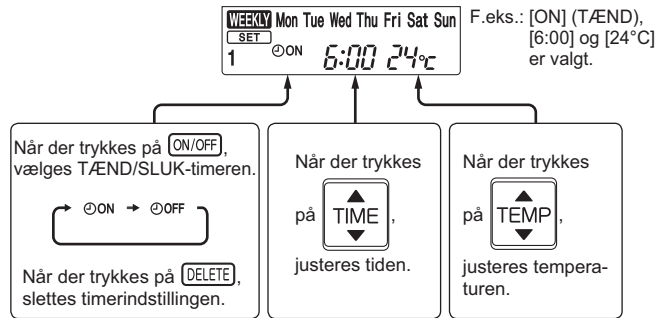 WEEKLY Mon Tue Wed Thu Fri Sat Sun
SET
1 ON 6:00 24°C
F.eks.: [ON] (TÆND),
[6:00] og [24°C]
er valgt.
Når der trykkes på ON/OFF,
vælges TÆND/SLUK-timeren.
ON → OFF
Når der trykkes på DELETE,
slettes timerindstillingen.
Når der trykkes
på TIME,
justeres tiden.
Når der trykkes
på TEMP,
justeres tempera-
turen.